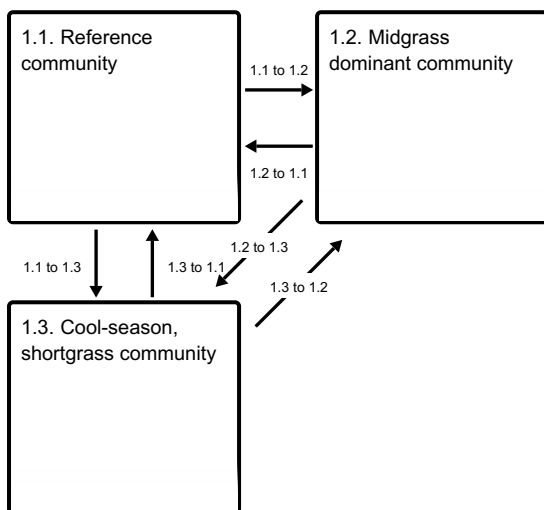 1.1. Reference
community
1.2. Midgrass
dominant community
1.1 to 1.2
1.2 to 1.1
1.2 to 1.3
1.1 to 1.3
1.3 to 1.1
1.3 to 1.2
1.3. Cool-season,
shortgrass community